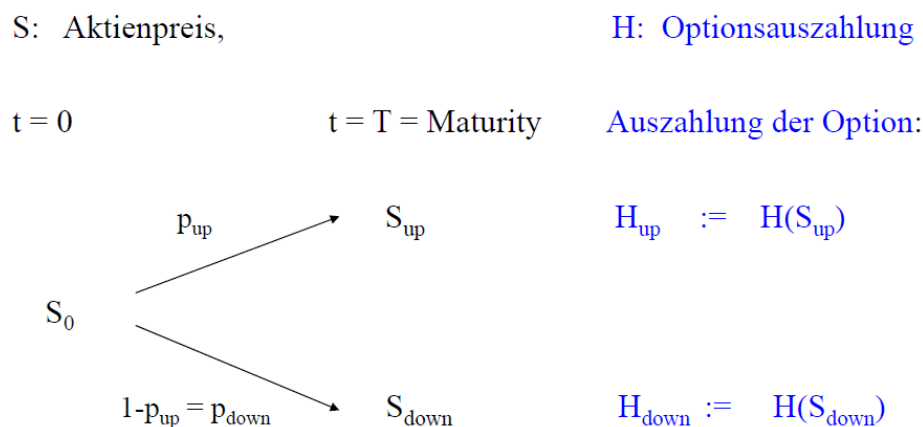 S: Aktienpreis, H: Optionsauszahlung
t = 0 t = T = Maturity Auszahlung der Option:
p_up S_up H_up := H(S_up)
S_0
1-p_up = p_down S_down H_down := H(S_down)